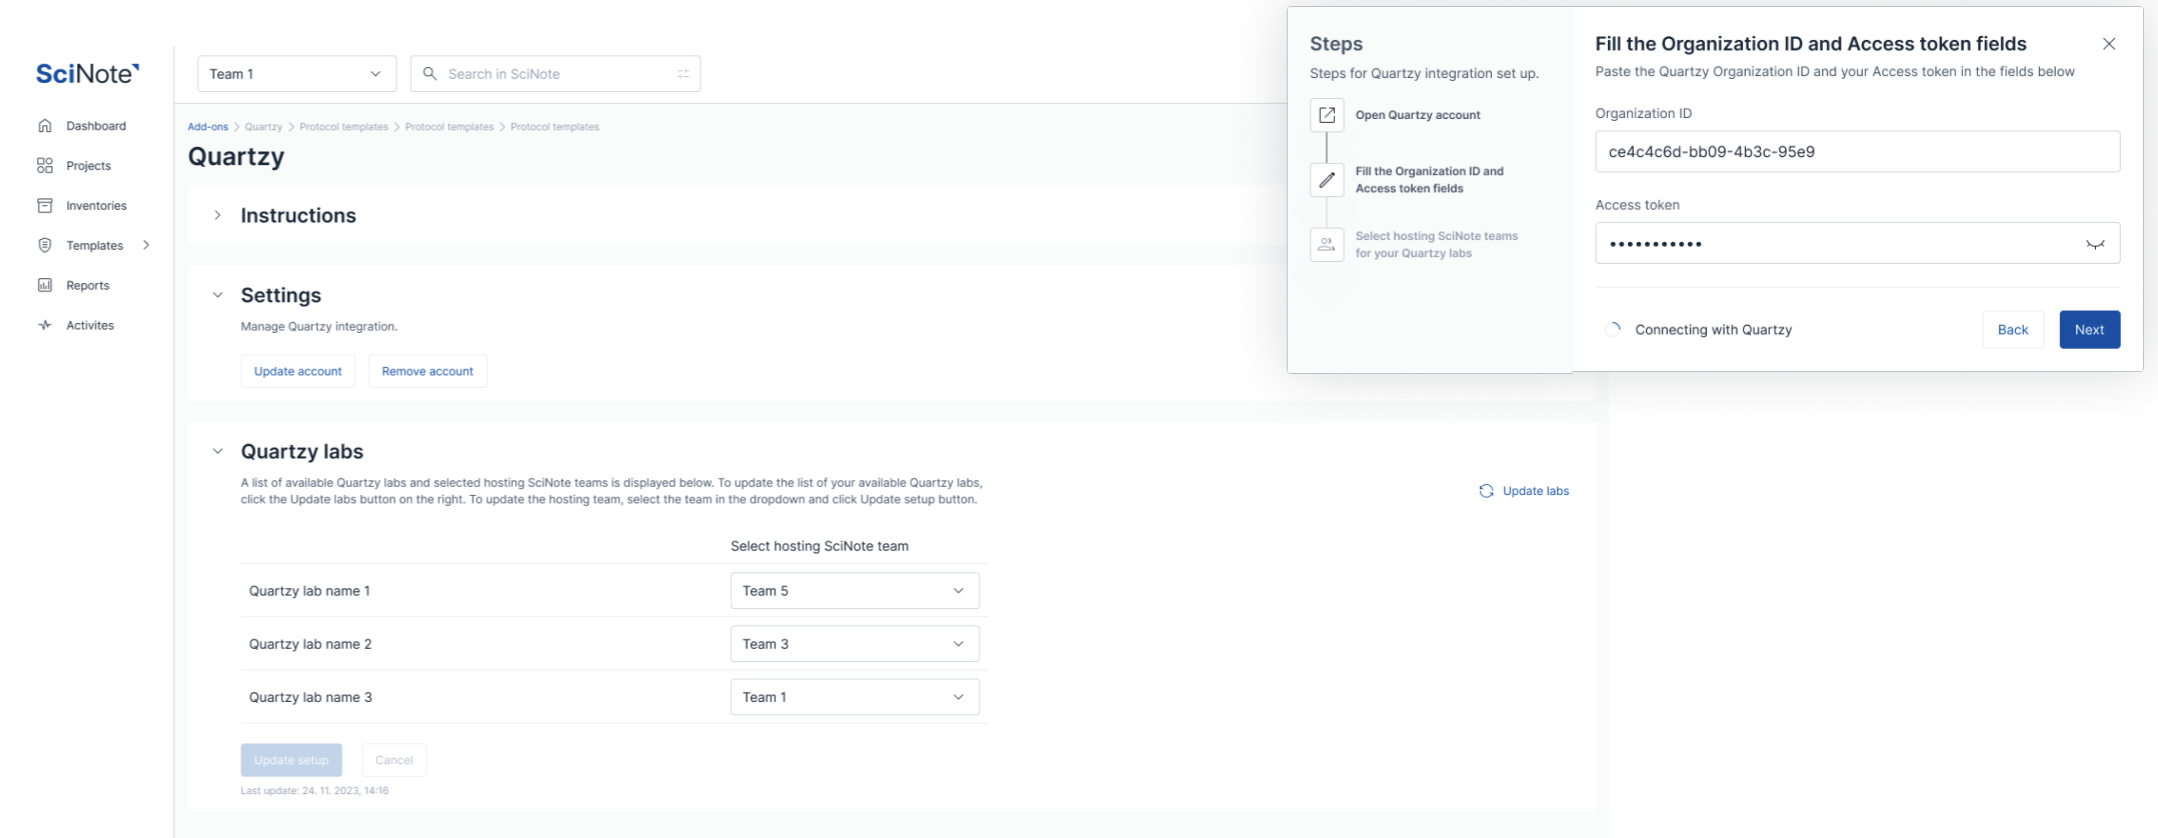 SciNote
Dashboard
Projects
Inventories
Templates
Reports
Activites
Team 1
Search in SciNote
Add-ons > Quartzy > Protocol templates > Protocol templates > Protocol templates
Quartzy
Instructions
Settings
Manage Quartzy integration.
Update account
Remove account
Quartzy labs
A list of available Quartzy labs and selected hosting SciNote teams is displayed below. To update the list of your available Quartzy labs,
click the Update labs button on the right. To update the hosting team, select the team in the dropdown and click Update setup button.
Update labs
Select hosting SciNote team
Quartzy lab name 1
Team 5
Quartzy lab name 2
Team 3
Quartzy lab name 3
Team 1
Update setup
Cancel
Last update: 24. 11. 2023, 14:16
Steps
Steps for Quartzy integration set up.
Open Quartzy account
Fill the Organization ID and
Access token fields
Select hosting SciNote teams
for your Quartzy labs
Fill the Organization ID and Access token fields
Paste the Quartzy Organization ID and your Access token in the fields below
Organization ID
ce4c4c6d-bb09-4b3c-95e9
Access token
•••••••••••
Connecting with Quartzy
Back
Next